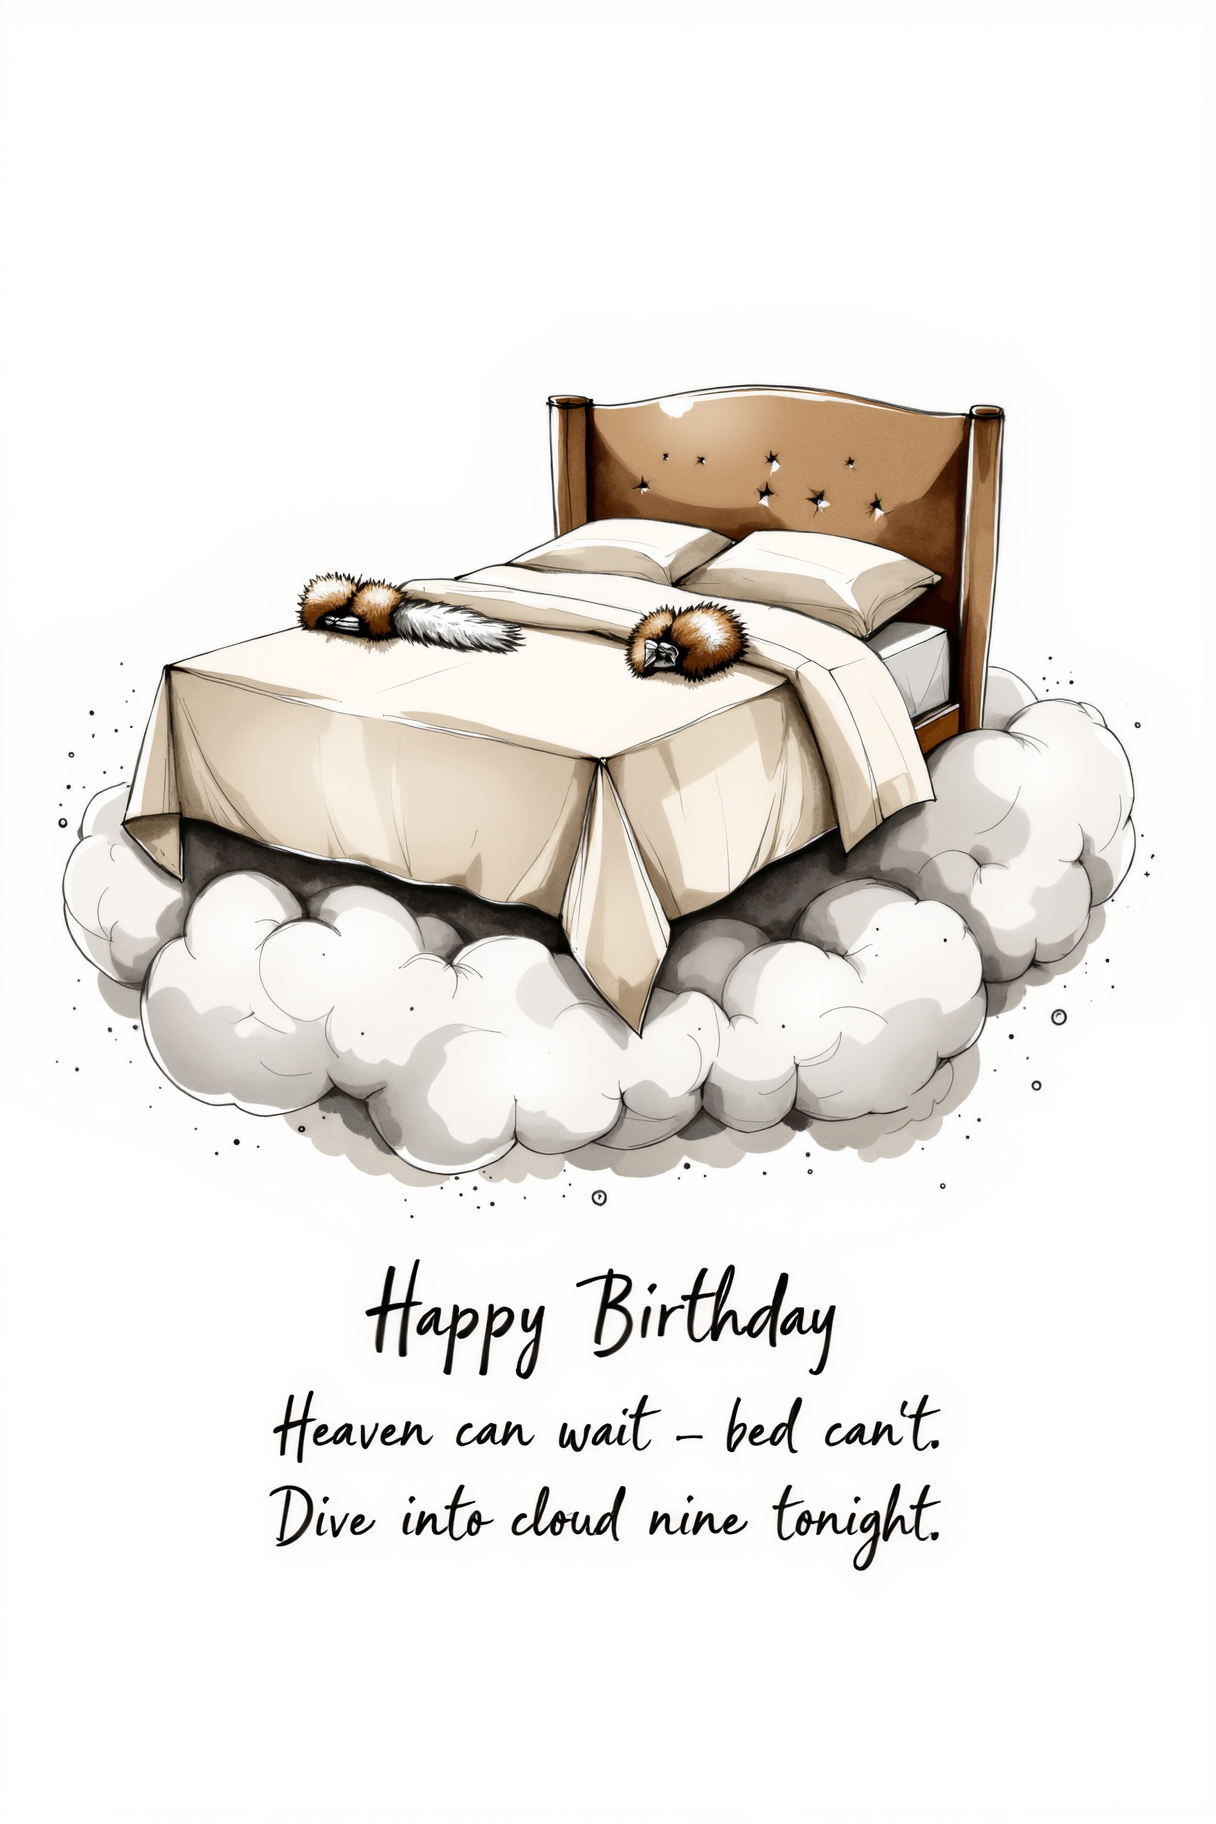 Happy Birthday
Heaven can wait – bed can't.
Dive into cloud nine tonight.